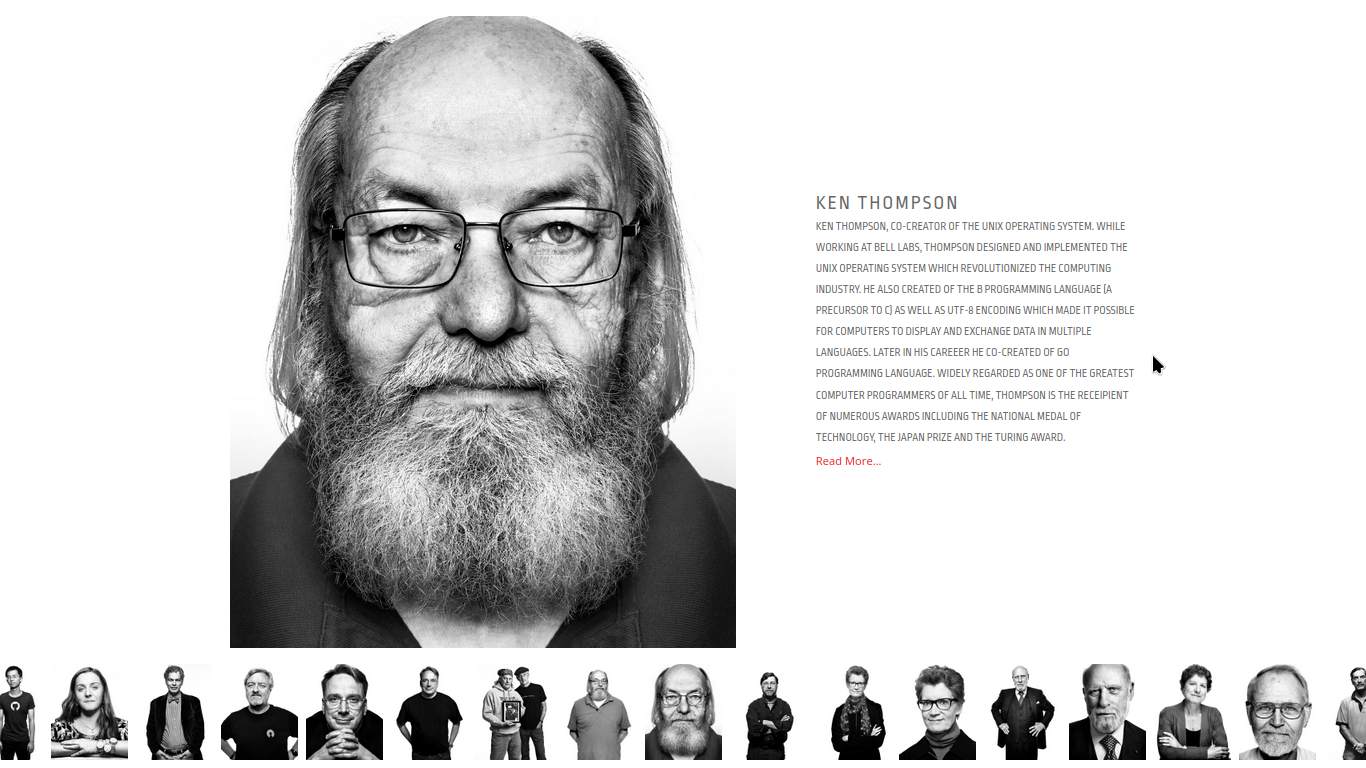 KEN THOMPSON
KEN THOMPSON, CO-CREATOR OF THE UNIX OPERATING SYSTEM. WHILE
WORKING AT BELL LABS, THOMPSON DESIGNED AND IMPLEMENTED THE
UNIX OPERATING SYSTEM WHICH REVOLUTIONIZED THE COMPUTING
INDUSTRY. HE ALSO CREATED OF THE B PROGRAMMING LANGUAGE (A
PRECURSOR TO C) AS WELL AS UTF-8 ENCODING WHICH MADE IT POSSIBLE
FOR COMPUTERS TO DISPLAY AND EXCHANGE DATA IN MULTIPLE
LANGUAGES. LATER IN HIS CAREEER HE CO-CREATED OF GO
PROGRAMMING LANGUAGE. WIDELY REGARDED AS ONE OF THE GREATEST
COMPUTER PROGRAMMERS OF ALL TIME, THOMPSON IS THE RECEIPIENT
OF NUMEROUS AWARDS INCLUDING THE NATIONAL MEDAL OF
TECHNOLOGY, THE JAPAN PRIZE AND THE TURING AWARD.
Read More...